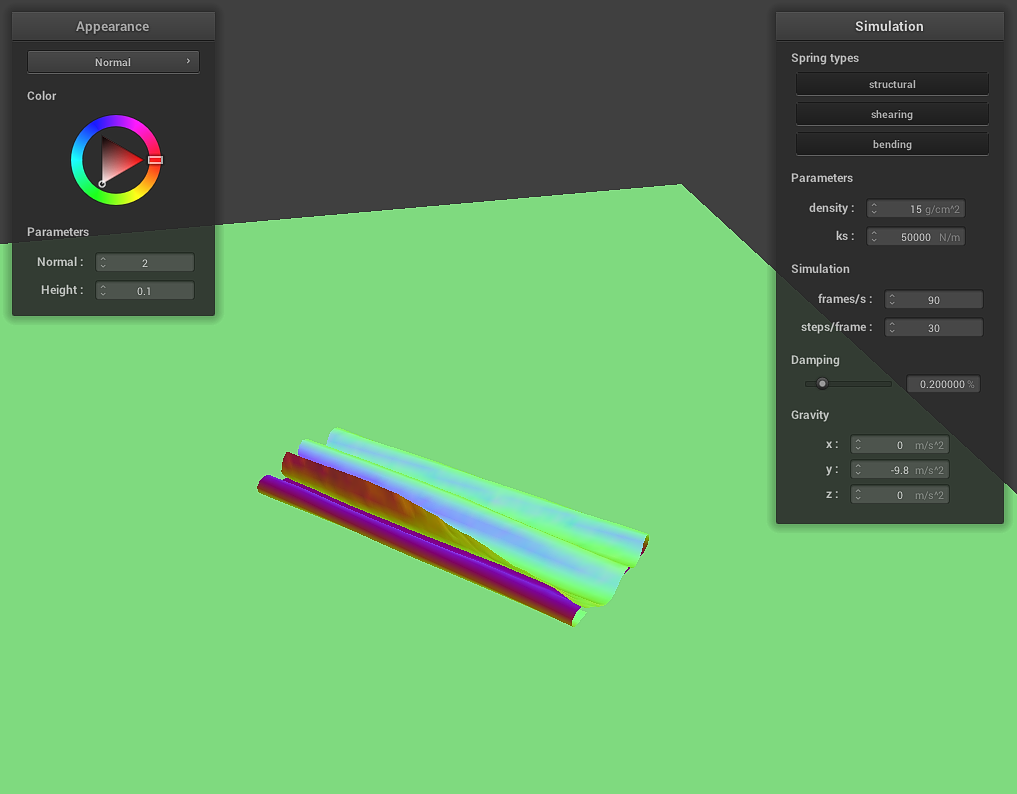 Appearance
Normal
Color
Parameters
Normal : 2
Height : 0.1
Simulation
Spring types
structural
shearing
bending
Parameters
density : 15 g/cm^2
ks : 50000 N/m
Simulation
frames/s : 90
steps/frame : 30
Damping
0.200000 %
Gravity
x : 0 m/s^2
y : -9.8 m/s^2
z : 0 m/s^2